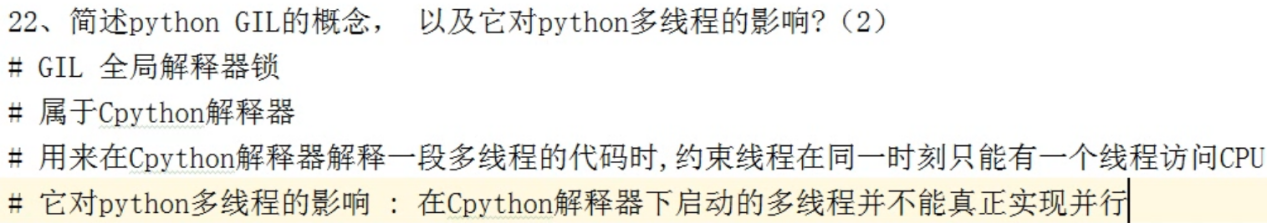 22、简述python GIL的概念， 以及它对python多线程的影响?（2）
# GIL 全局解释器锁
# 属于Cpython解释器
# 用来在Cpython解释器解释一段多线程的代码时,约束线程在同一时刻只能有一个线程访问CPU
# 它对python多线程的影响 : 在Cpython解释器下启动的多线程并不能真正实现并行